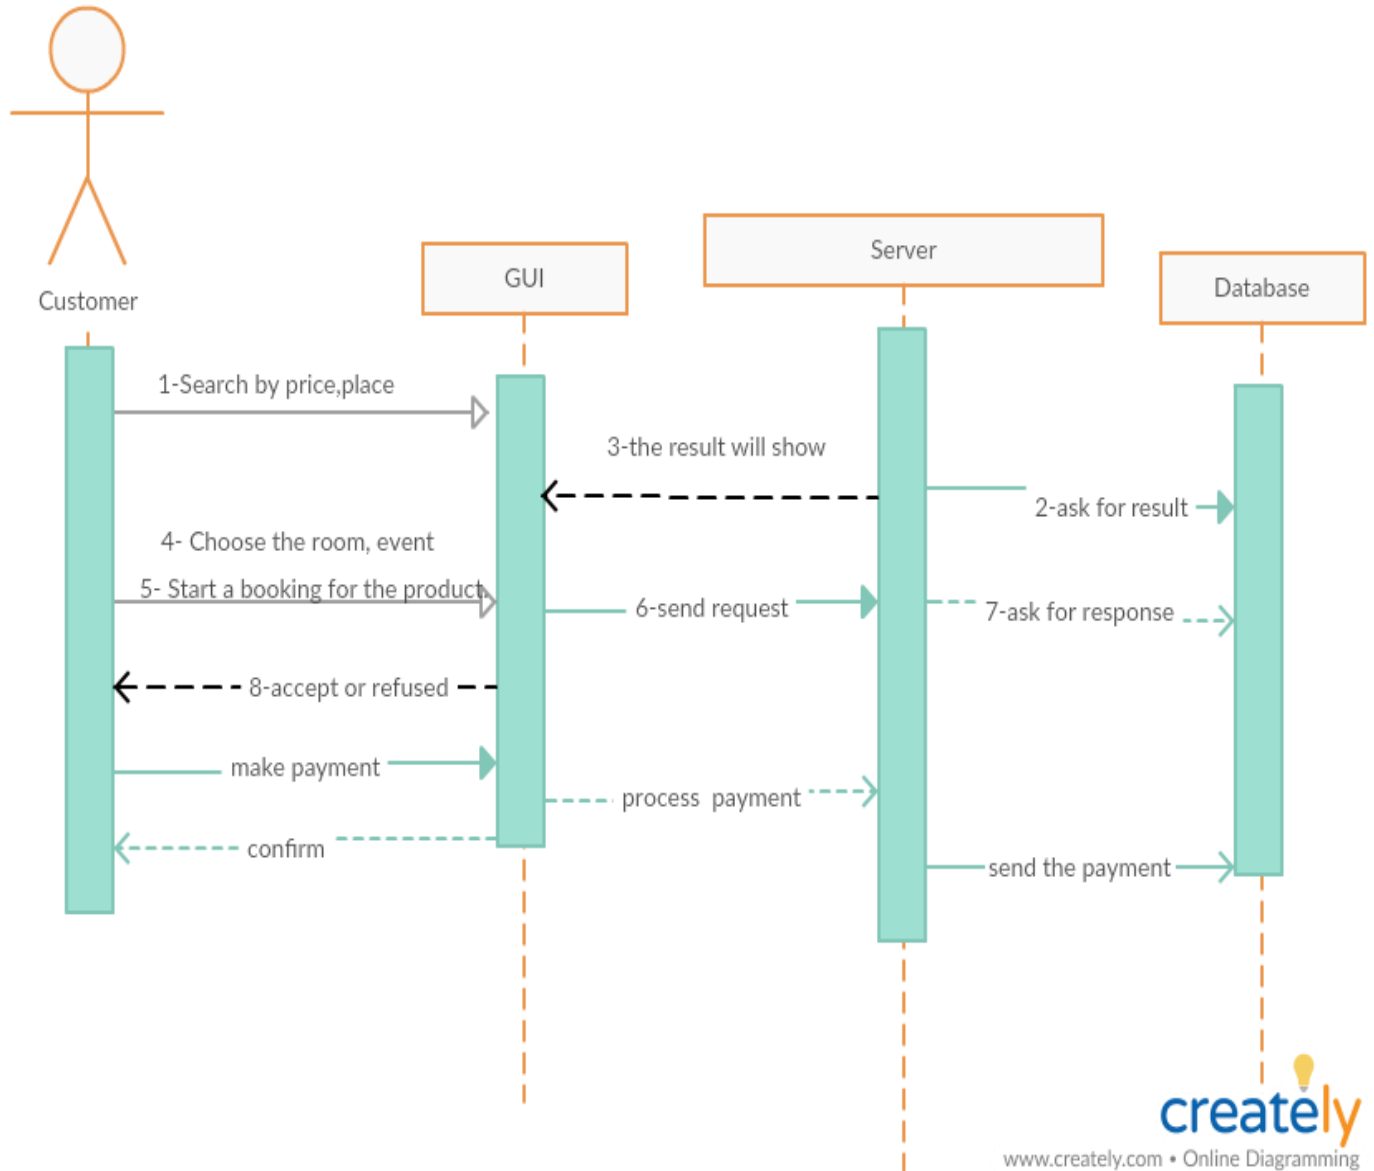 Customer
GUI
Server
Database
1-Search by price,place
3-the result will show
2-ask for result
4- Choose the room, event
5- Start a booking for the product.
6-send request
7-ask for response
8-accept or refused
make payment
process  payment
confirm
send the payment
creately
www.creately.com • Online Diagramming